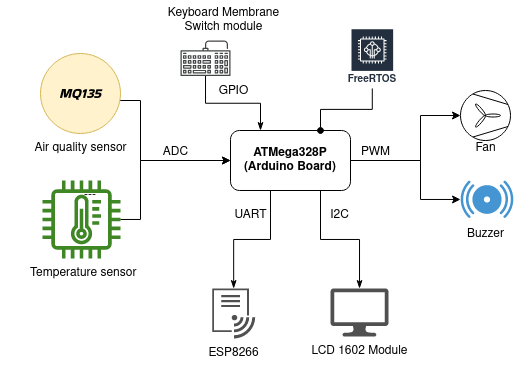 Keyboard Membrane
Switch module
FreeRTOS
GPIO
MQ135
Air quality sensor
ADC
ATMega328P
(Arduino Board)
PWM
Fan
Temperature sensor
UART
I2C
Buzzer
ESP8266
LCD 1602 Module